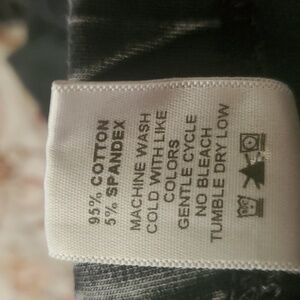 95% COTTON
5% SPANDEX
MACHINE WASH
COLD WITH LIKE
COLORS
GENTLE CYCLE
NO BLEACH
TUMBLE DRY LOW